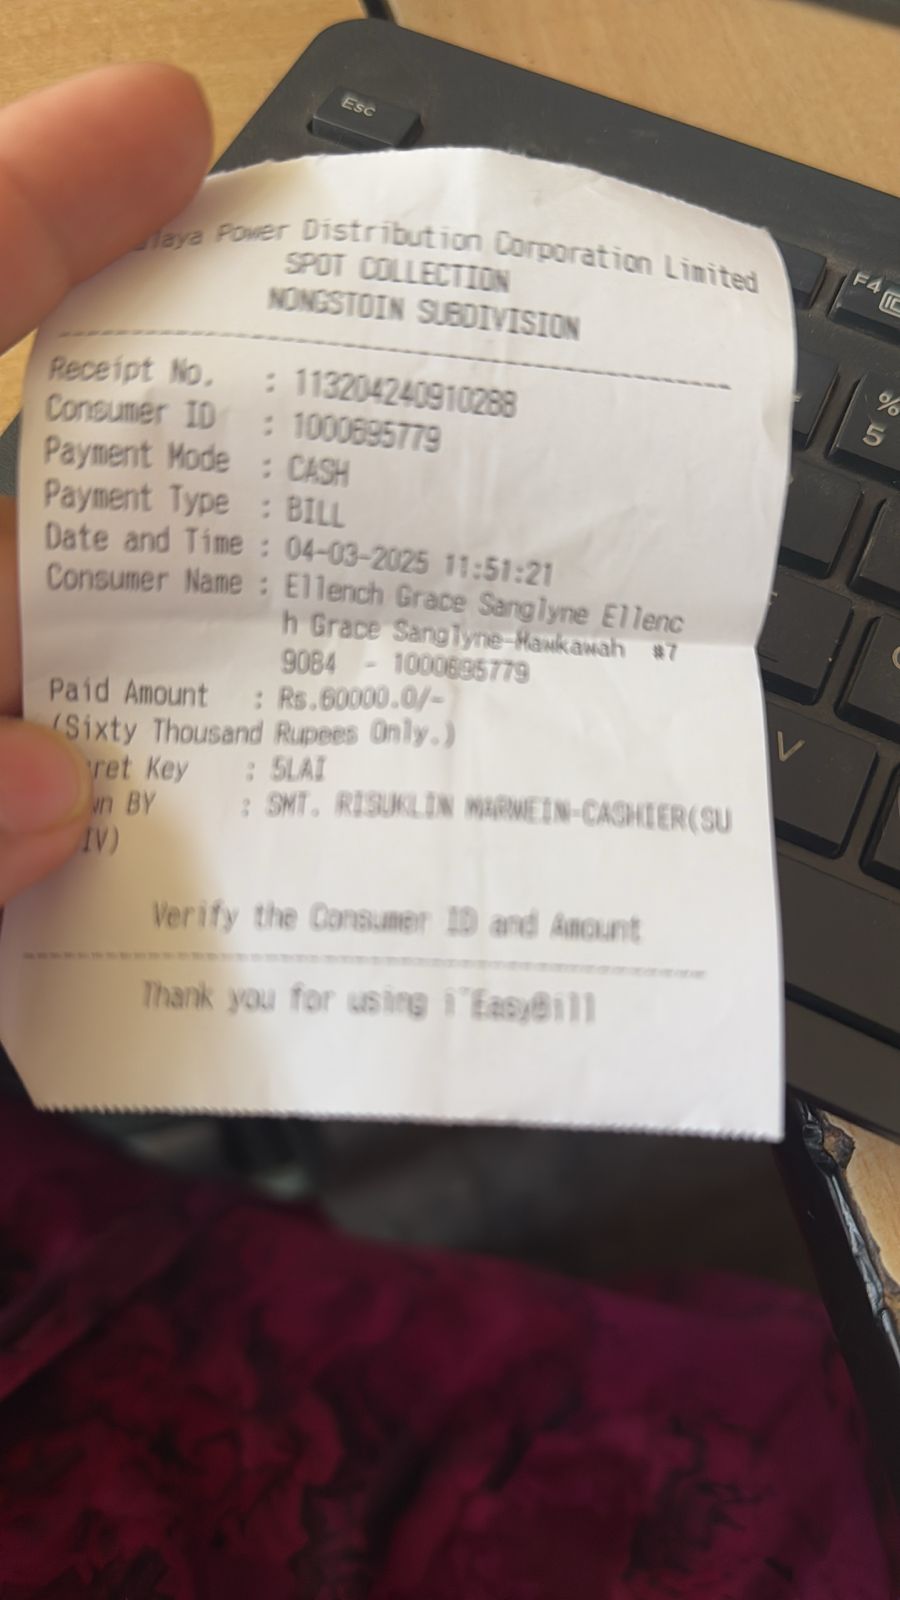 Esc
Power Distribution Corporation Limited
SPOT COLLECTION
NONGSTOIN SUBDIVISION
Receipt No. : 113204240910288
Consumer ID : 1000695779
Payment Mode : CASH
Payment Type : BILL
Date and Time : 04-03-2025 11:51:21
Consumer Name : Ellench Grace Sanglyne Ellenc
h Grace Sanglyne-Mawkawah #7
9084 - 1000695779
Paid Amount : Rs.60000.0/-
(Sixty Thousand Rupees Only.)
Key : 5LAI
BY : SMT. RISUKLIN MARWEIN-CASHIER(SU
IV)
Verify the Consumer ID and Amount
Thank you for using i~EasyBill
F4
%
5
V